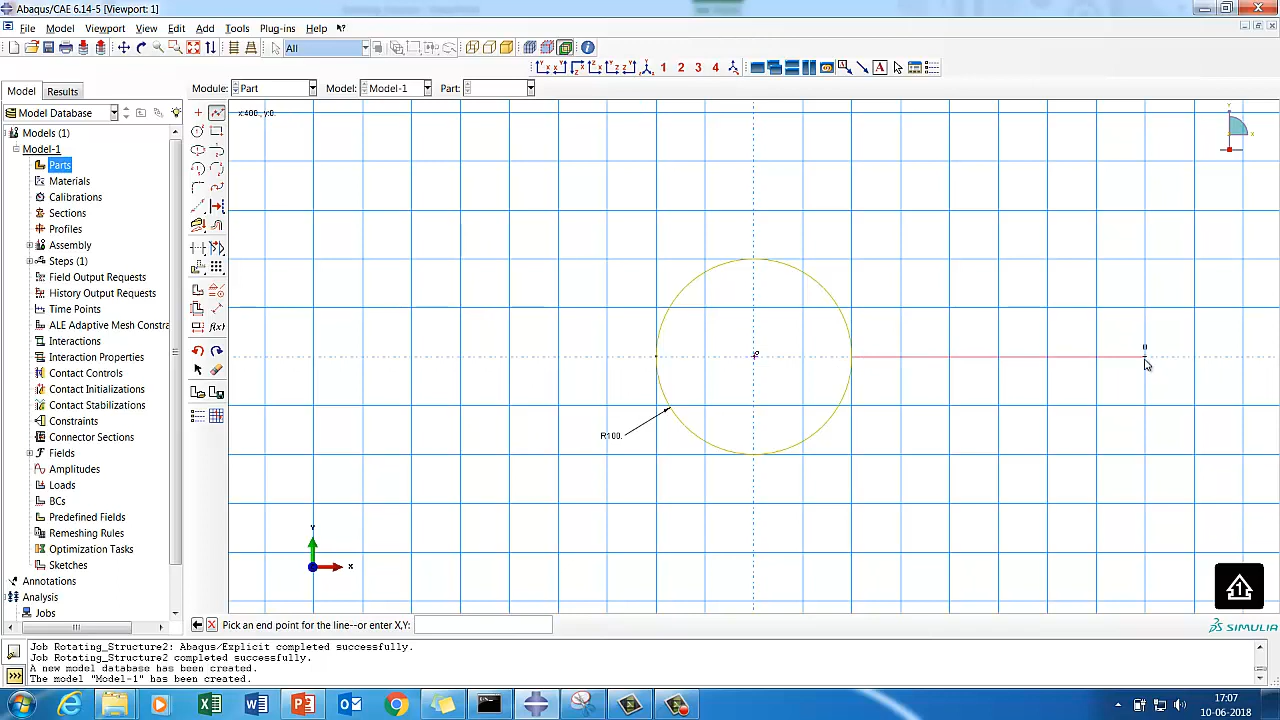 Abaqus/CAE 6.14-5 [Viewport: 1]
File Model Viewport View Edit Add Tools Plug-ins Help
All
1 2 3 4 A
Model Results
Module: Part Model: Model-1 Part:
Model Database
x:400.,y:0.
Models (1)
Model-1
Parts
Materials
Calibrations
Sections
Profiles
Assembly
Steps (1)
Field Output Requests
History Output Requests
Time Points
ALE Adaptive Mesh Constra
Interactions
Interaction Properties
Contact Controls
Contact Initializations
Contact Stabilizations
Constraints
Connector Sections
Fields
Amplitudes
Loads
BCs
Predefined Fields
Remeshing Rules
Optimization Tasks
Sketches
Annotations
Analysis
Jobs
f(x)
R100.
Y
X
Pick an end point for the line--or enter X,Y:
SIMULIA
Job Rotating_Structure2: Abaqus/Explicit completed successfully.
Job Rotating_Structure2 completed successfully.
A new model database has been created.
The model "Model-1" has been created.
17:07
10-06-2018